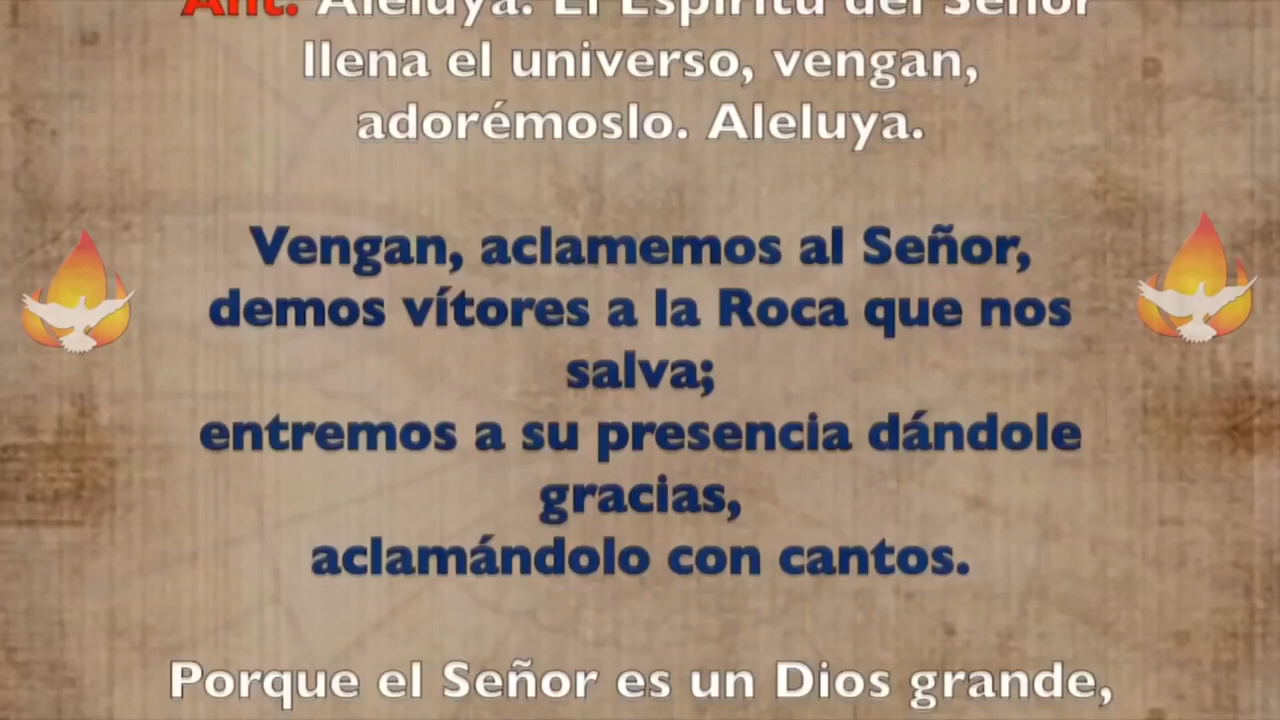 Ant. Aleluya. El Espíritu del Señor
llena el universo, vengan,
adorémoslo. Aleluya.
Vengan, aclamemos al Señor,
demos vítores a la Roca que nos
salva;
entremos a su presencia dándole
gracias,
aclamándolo con cantos.
Porque el Señor es un Dios grande,